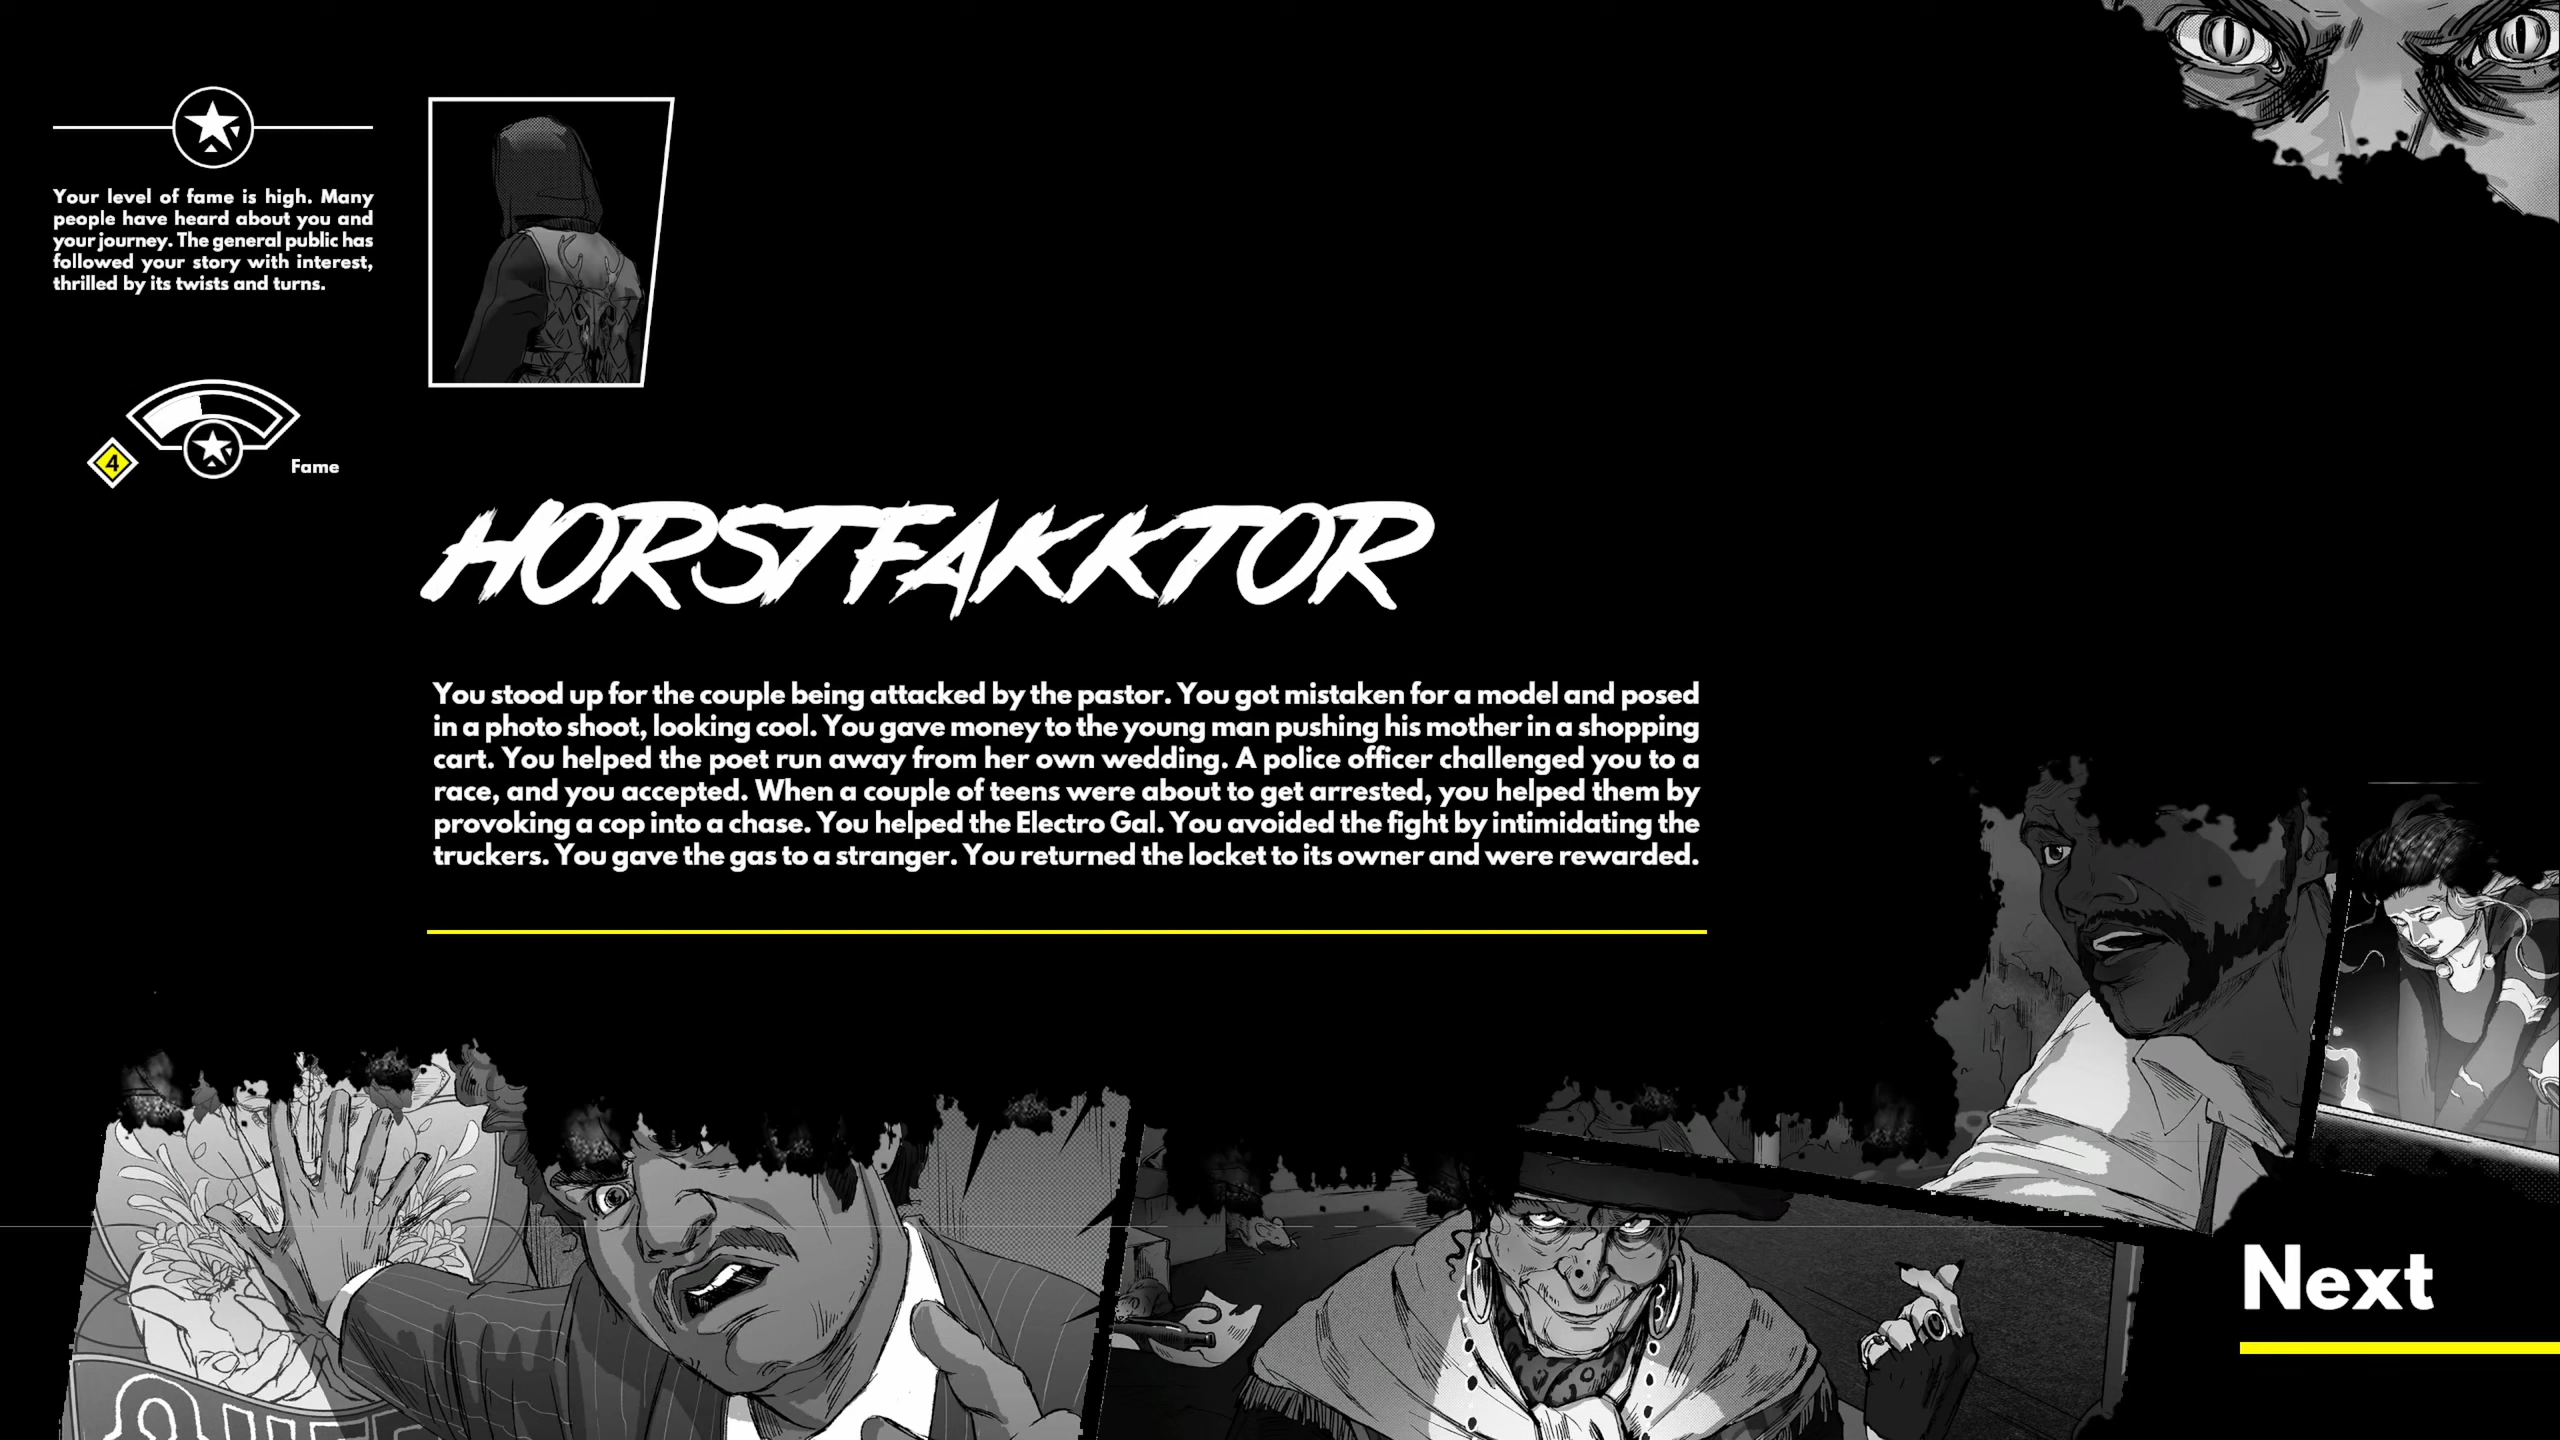 Your level of fame is high. Many
people have heard about you and
your journey. The general public has
followed your story with interest,
thrilled by its twists and turns.
4
Fame
HORSTFAKKTOR
You stood up for the couple being attacked by the pastor. You got mistaken for a model and posed
in a photo shoot, looking cool. You gave money to the young man pushing his mother in a shopping
cart. You helped the poet run away from her own wedding. A police officer challenged you to a
race, and you accepted. When a couple of teens were about to get arrested, you helped them by
provoking a cop into a chase. You helped the Electro Gal. You avoided the fight by intimidating the
truckers. You gave the gas to a stranger. You returned the locket to its owner and were rewarded.
Next